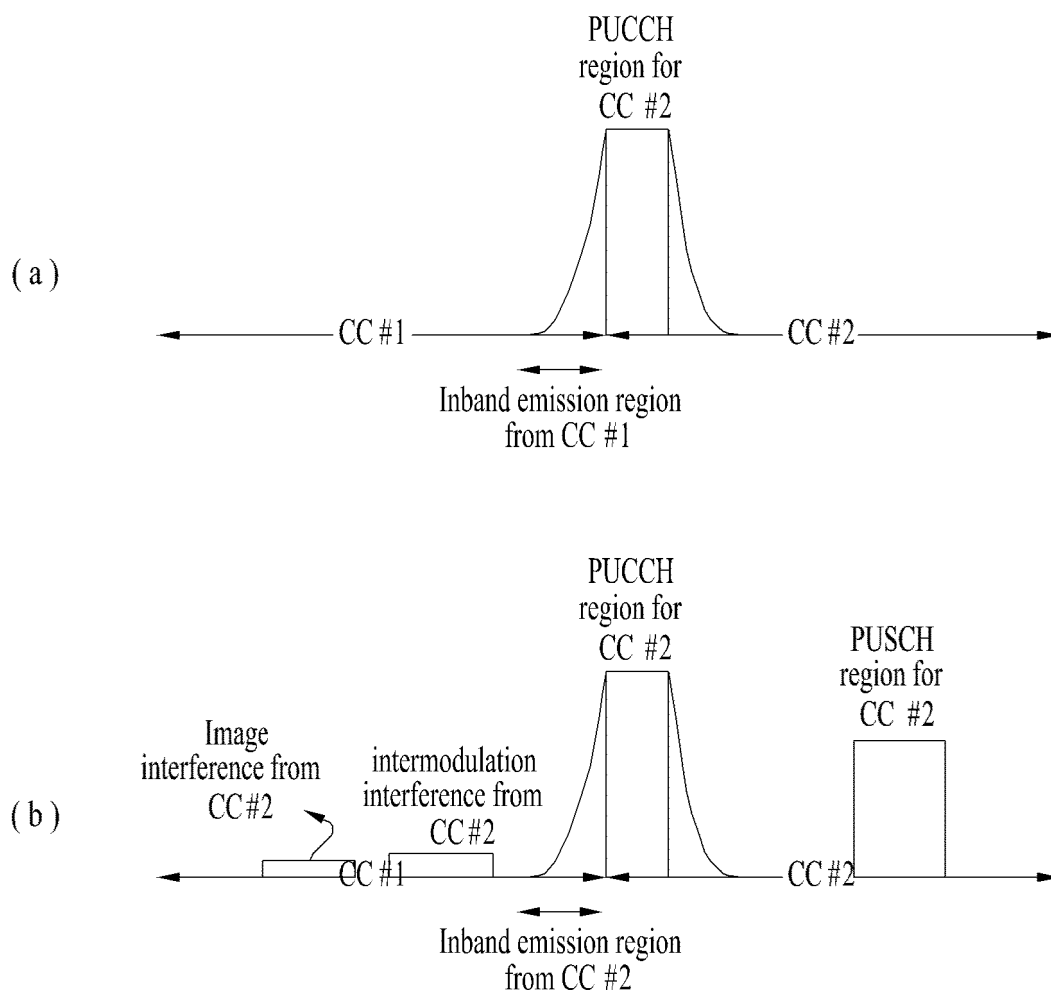 PUCCH
region for
CC #2
( a )
CC #1
CC #2
Inband emission region
from CC #1
PUCCH
region for
CC #2
PUSCH
region for
CC #2
Image
interference from
CC #2
intermodulation
interference from
CC #2
( b )
CC #1
CC #2
Inband emission region
from CC #2